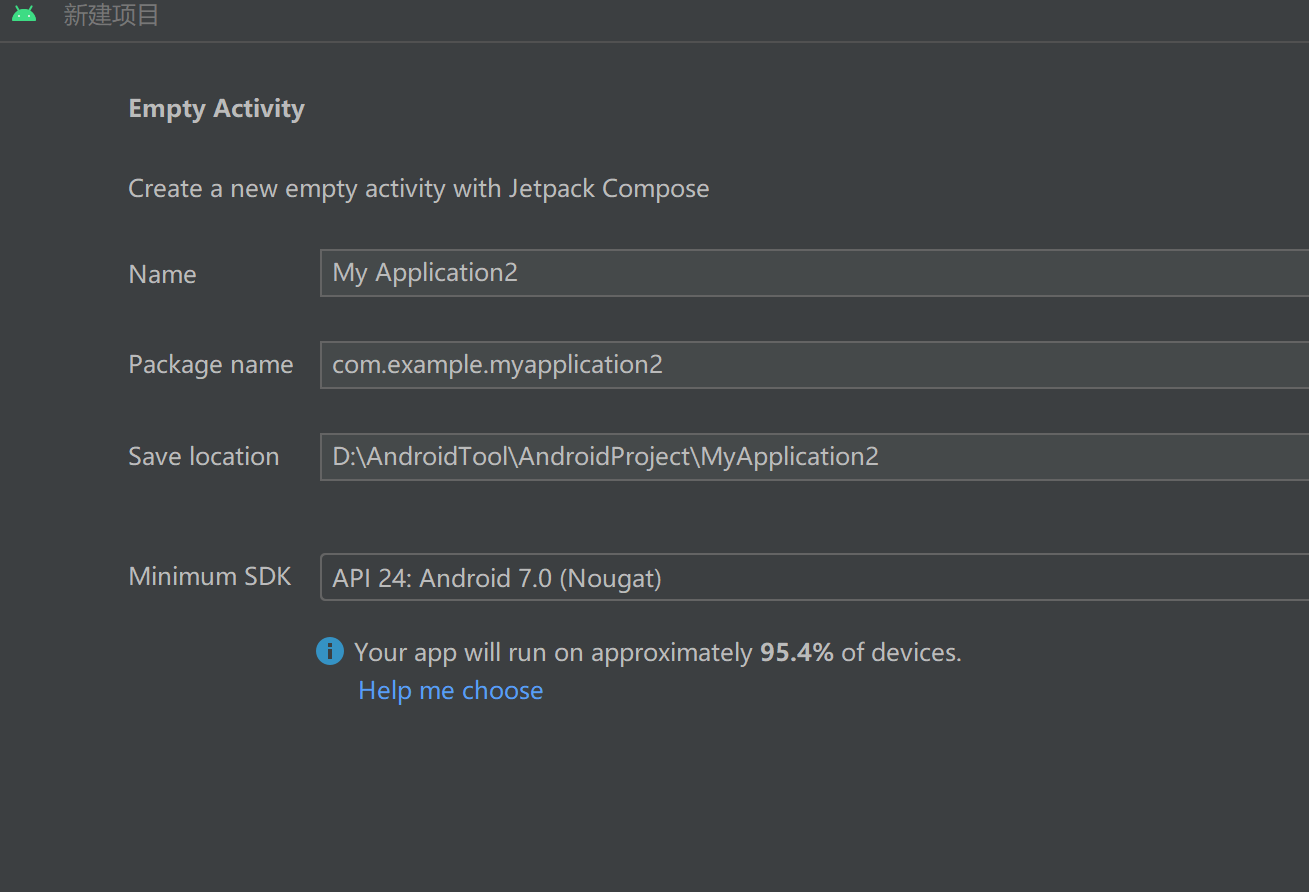 新建项目
Empty Activity
Create a new empty activity with Jetpack Compose
Name My Application2
Package name com.example.myapplication2
Save location D:\AndroidTool\AndroidProject\MyApplication2
Minimum SDK API 24: Android 7.0 (Nougat)
Your app will run on approximately 95.4% of devices.
Help me choose